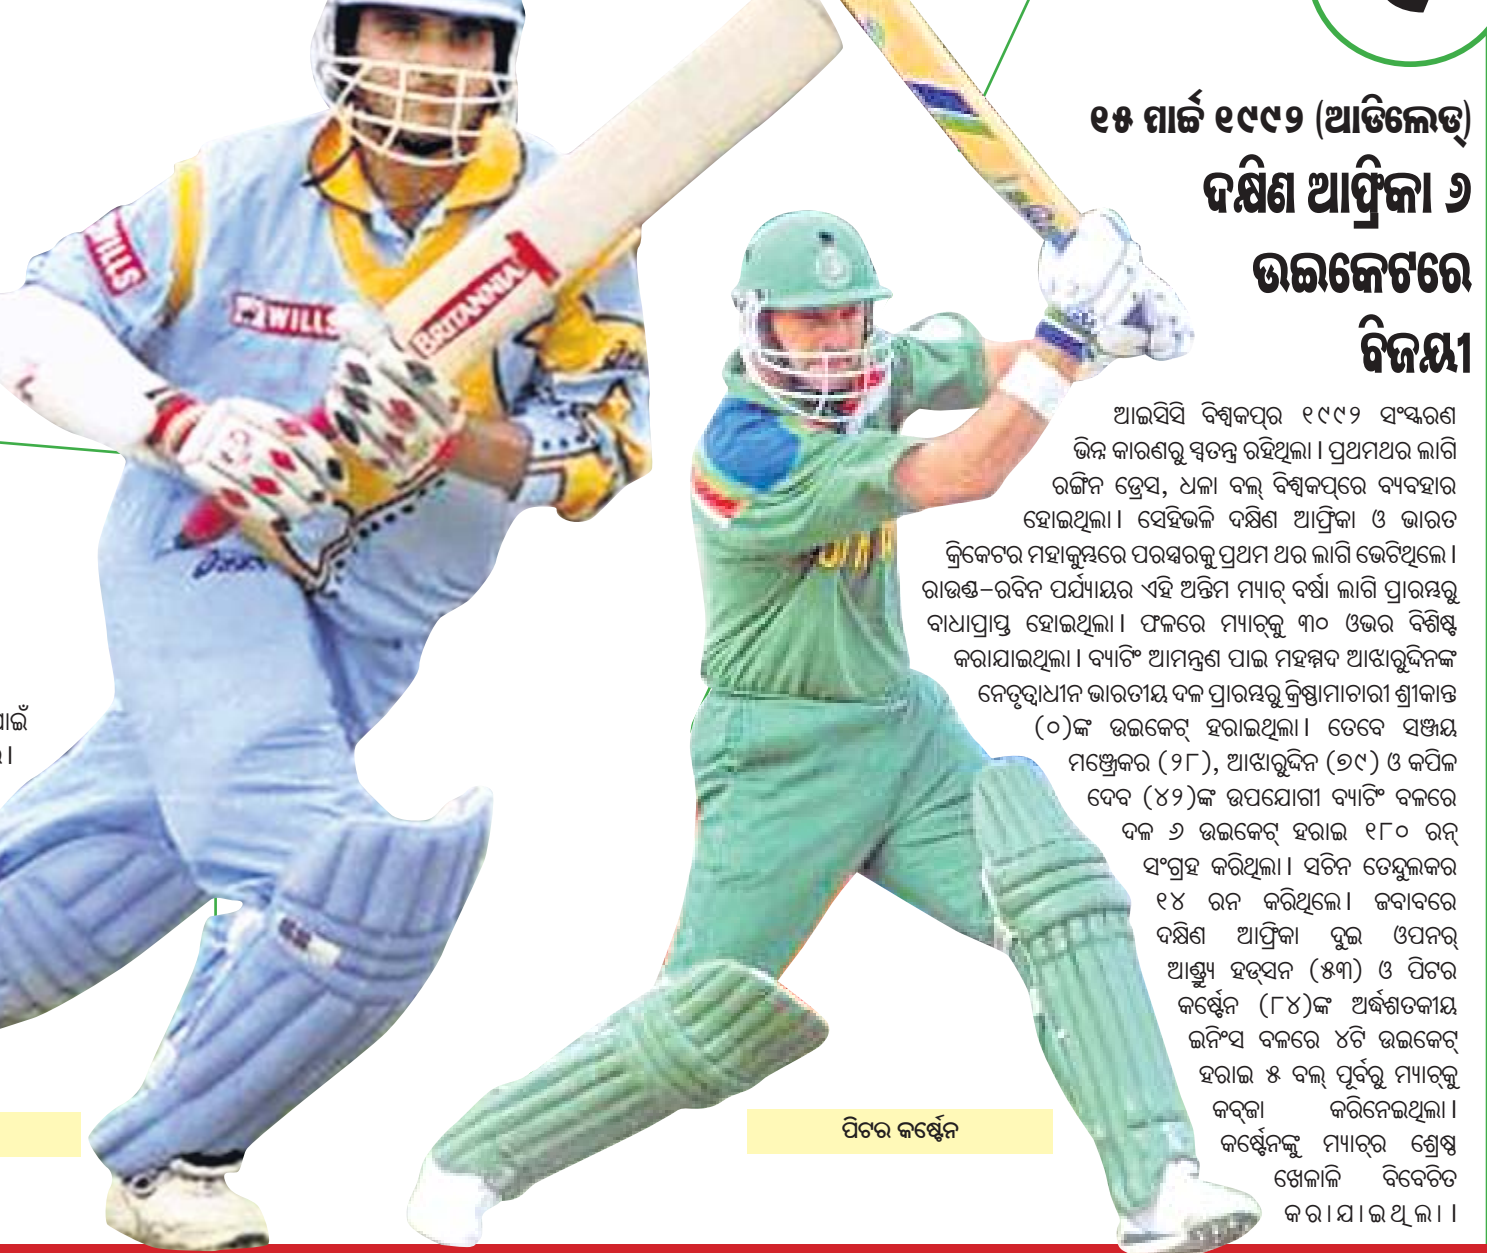 ୧୫ ମାର୍ଚ୍ଚ ୧୯୯୨ (ଆଡିଲେଡ୍)
ଦକ୍ଷିଣ ଆଫ୍ରିକା ୬
ଉଇକେଟରେ
ବିଜୟୀ
ଆଇସିସି ବିଶ୍ୱକପ୍‌ର ୧୯୯୨ ସଂସ୍କରଣ
ଭିନ୍ନ କାରଣରୁ ସ୍ୱତନ୍ତ୍ର ରହିଥିଲା । ପ୍ରଥମଥର ଲାଗି
ରଙ୍ଗିନ ଡ୍ରେସ, ଧଳା ବଲ୍ ବିଶ୍ୱକପ୍‌ରେ ବ୍ୟବହାର
ହୋଇଥିଲା । ସେହିଭଳି ଦକ୍ଷିଣ ଆଫ୍ରିକା ଓ ଭାରତ
କ୍ରିକେଟର ମହାକୁମ୍ଭରେ ପରସ୍ପରକୁ ପ୍ରଥମ ଥର ଲାଗି ଭେଟିଥିଲେ ।
ରାଉଣ୍ଡ-ରବିନ ପର୍ଯ୍ୟାୟର ଏହି ଅନ୍ତିମ ମ୍ୟାଚ୍ ବର୍ଷା ଲାଗି ପ୍ରାରମ୍ଭରୁ
ବାଧାପ୍ରାପ୍ତ ହୋଇଥିଲା । ଫଳରେ ମ୍ୟାଚ୍‌କୁ ୩୦ ଓଭର ବିଶିଷ୍ଟ
କରାଯାଇଥିଲା । ବ୍ୟାଟିଂ ଆମନ୍ତ୍ରଣ ପାଇ ମହମ୍ମଦ ଆଝାରୁଦ୍ଦିନଙ୍କ
ନେତୃତ୍ୱାଧୀନ ଭାରତୀୟ ଦଳ ପ୍ରାରମ୍ଭରୁ କ୍ରିଷ୍ଣାମାଚାରୀ ଶ୍ରୀକାନ୍ତ
(୦)ଙ୍କ ଉଇକେଟ୍ ହରାଇଥିଲା । ତେବେ ସଞ୍ଜୟ
ମଞ୍ଜ୍ରେକର (୨୮), ଆଝାରୁଦ୍ଦିନ (୭୯) ଓ କପିଳ
ଦେବ (୪୨)ଙ୍କ ଉପଯୋଗୀ ବ୍ୟାଟିଂ ବଳରେ
ଦଳ ୬ ଉଇକେଟ୍ ହରାଇ ୧୮୦ ରନ୍
ସଂଗ୍ରହ କରିଥିଲା । ସଚିନ ତେନ୍ଦୁଲକର
୧୪ ରନ କରିଥିଲେ । ଜବାବରେ
ଦକ୍ଷିଣ ଆଫ୍ରିକା ଦୁଇ ଓପନର୍
ଆଣ୍ଡ୍ର୍ୟୁ ହଡ୍‌ସନ (୫୩) ଓ ପିଟର
କର୍ଷ୍ଟେନ (୮୪)ଙ୍କ ଅର୍ଦ୍ଧଶତକୀୟ
ଇନିଂସ ବଳରେ ୪ଟି ଉଇକେଟ୍
ହରାଇ ୫ ବଲ୍ ପୂର୍ବରୁ ମ୍ୟାଚ୍‌କୁ
କବ୍‌ଜା କରିନେଇଥିଲା ।
କର୍ଷ୍ଟେନଙ୍କୁ ମ୍ୟାଚ୍‌ର ଶ୍ରେଷ୍ଠ
ଖେଳାଳି ବିବେଚିତ
କରାଯାଇଥିଲା ।
ପିଟର କର୍ଷ୍ଟେନ
WILLS
WILLS
BRITANNIA